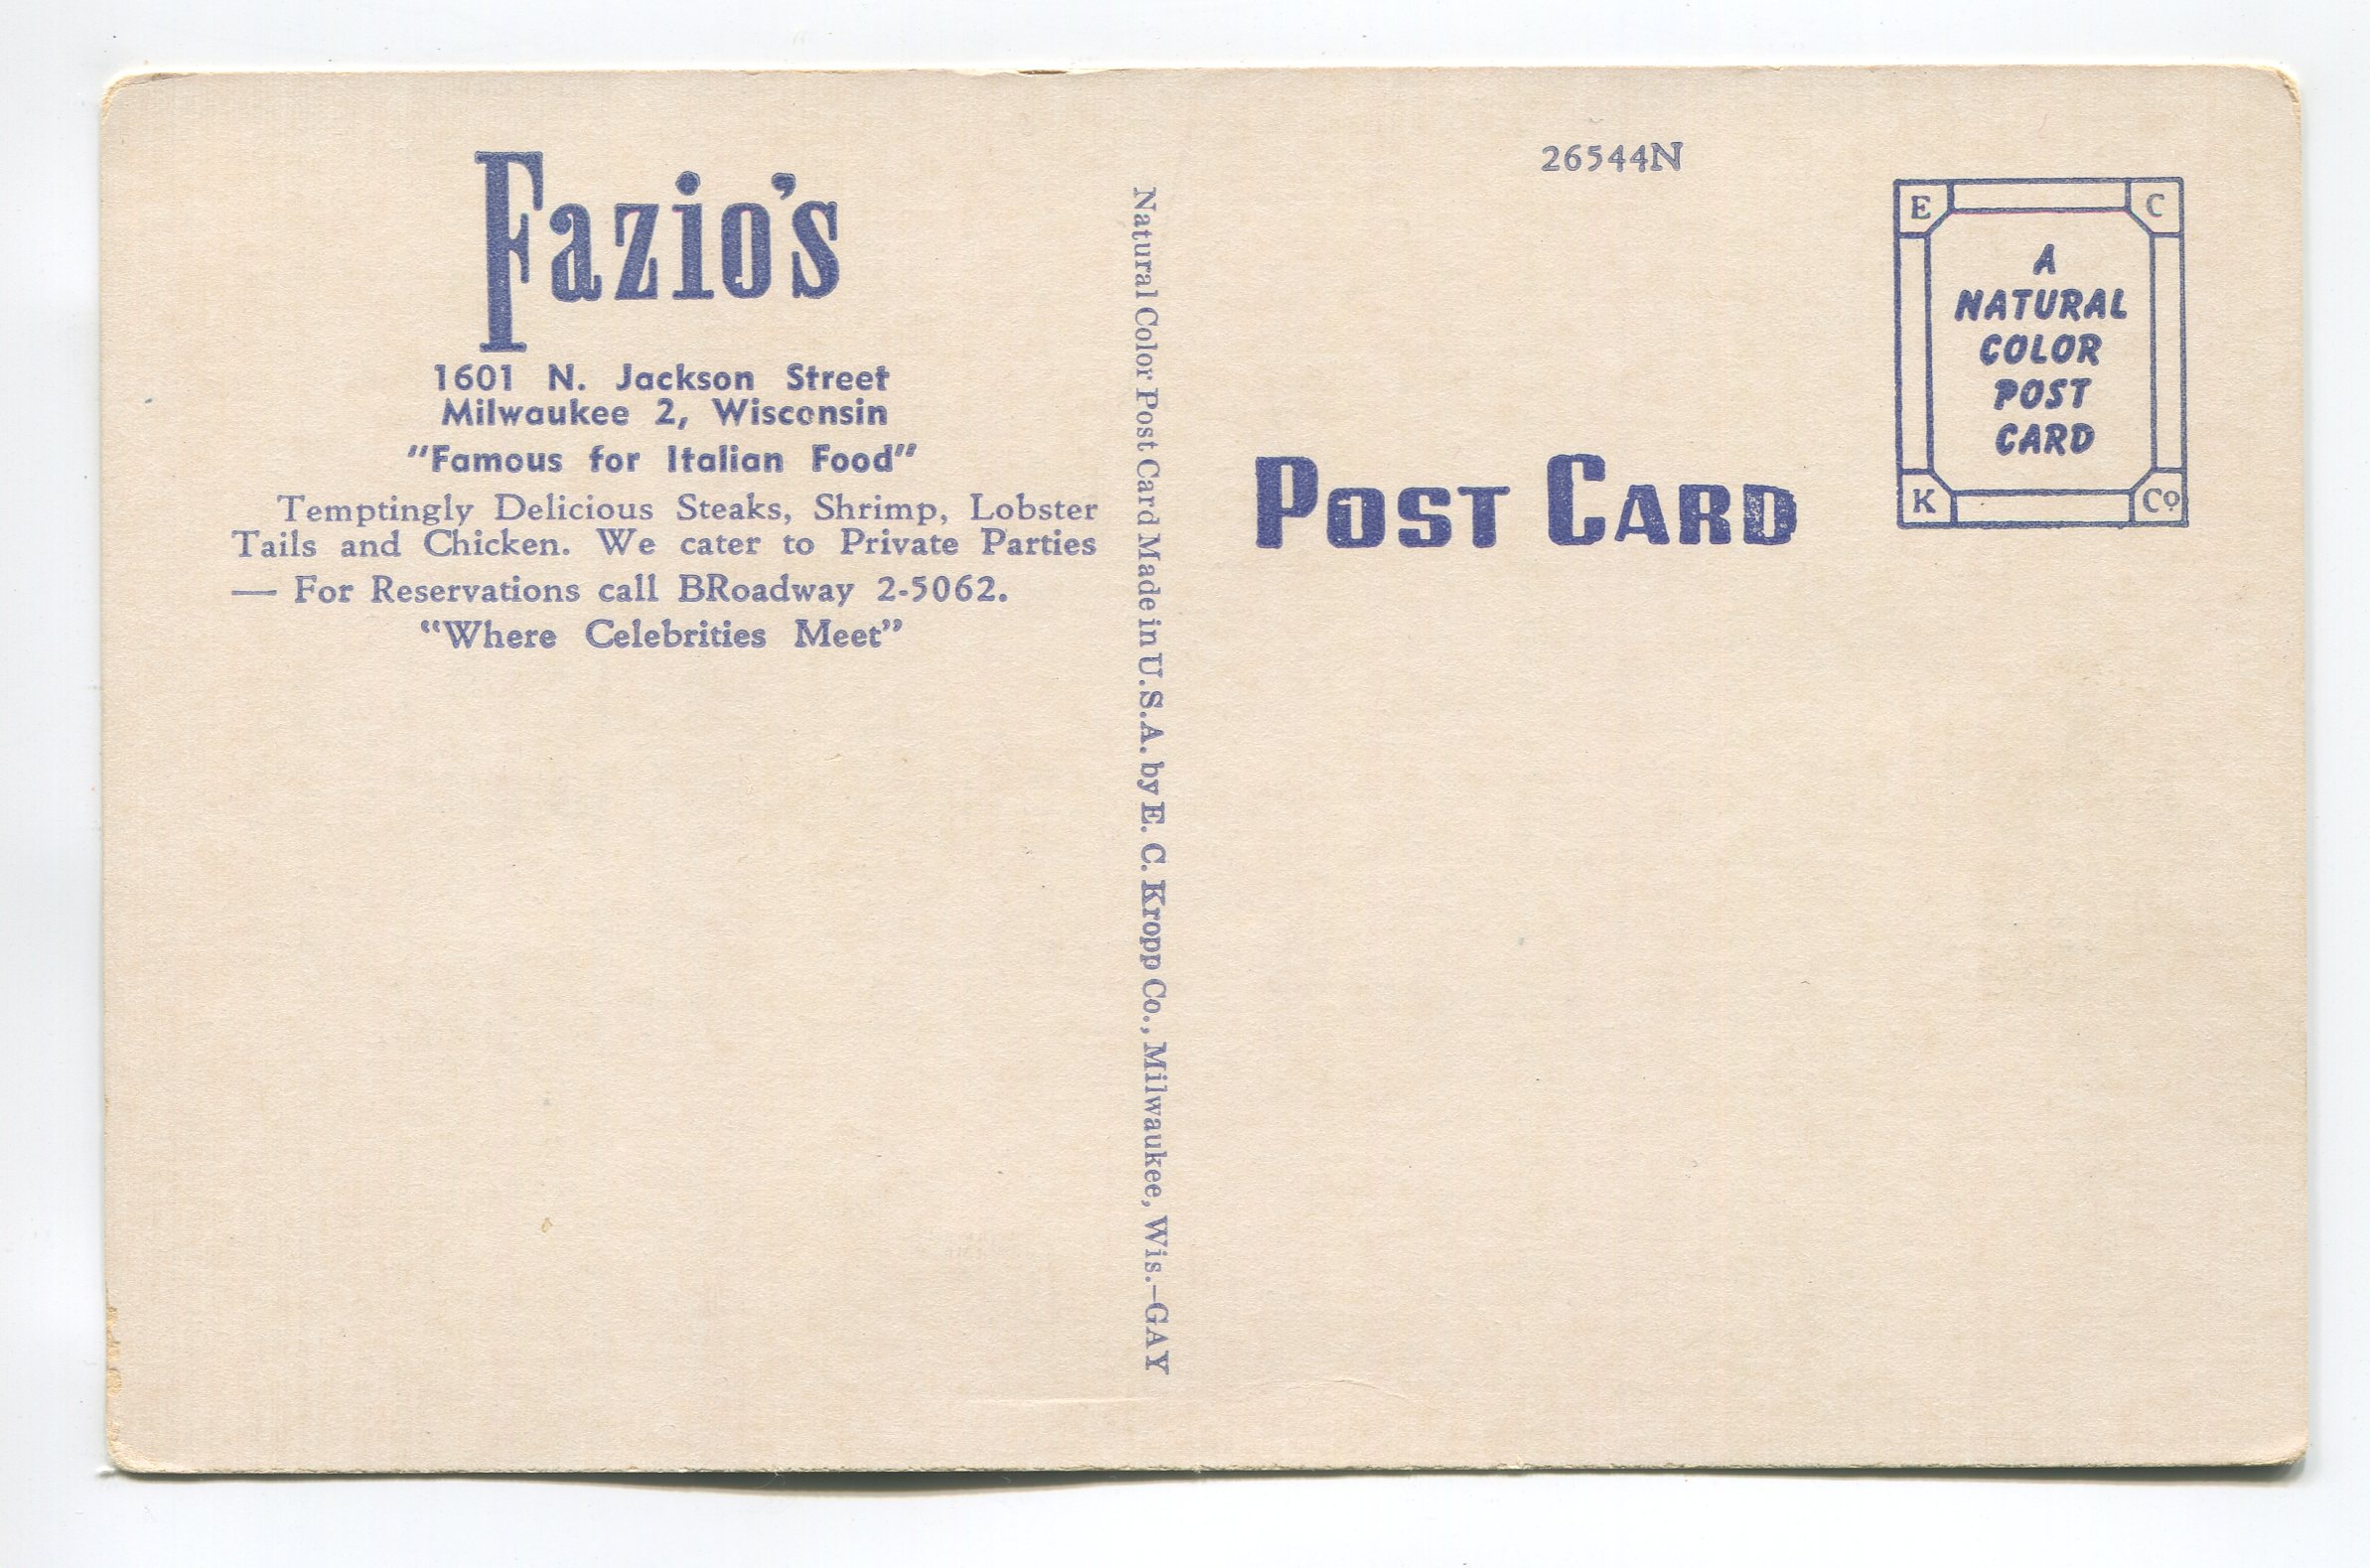 Fazio's
1601 N. Jackson Street
Milwaukee 2, Wisconsin
"Famous for Italian Food"
Temptingly Delicious Steaks, Shrimp, Lobster
Tails and Chicken. We cater to Private Parties
— For Reservations call BRoadway 2-5062.
"Where Celebrities Meet"
Natural Color Post Card Made in U.S.A. by E. C. Kropp Co., Milwaukee, Wis.—GAY
26544N
POST CARD
E C
A
NATURAL
COLOR
POST
CARD
K Co